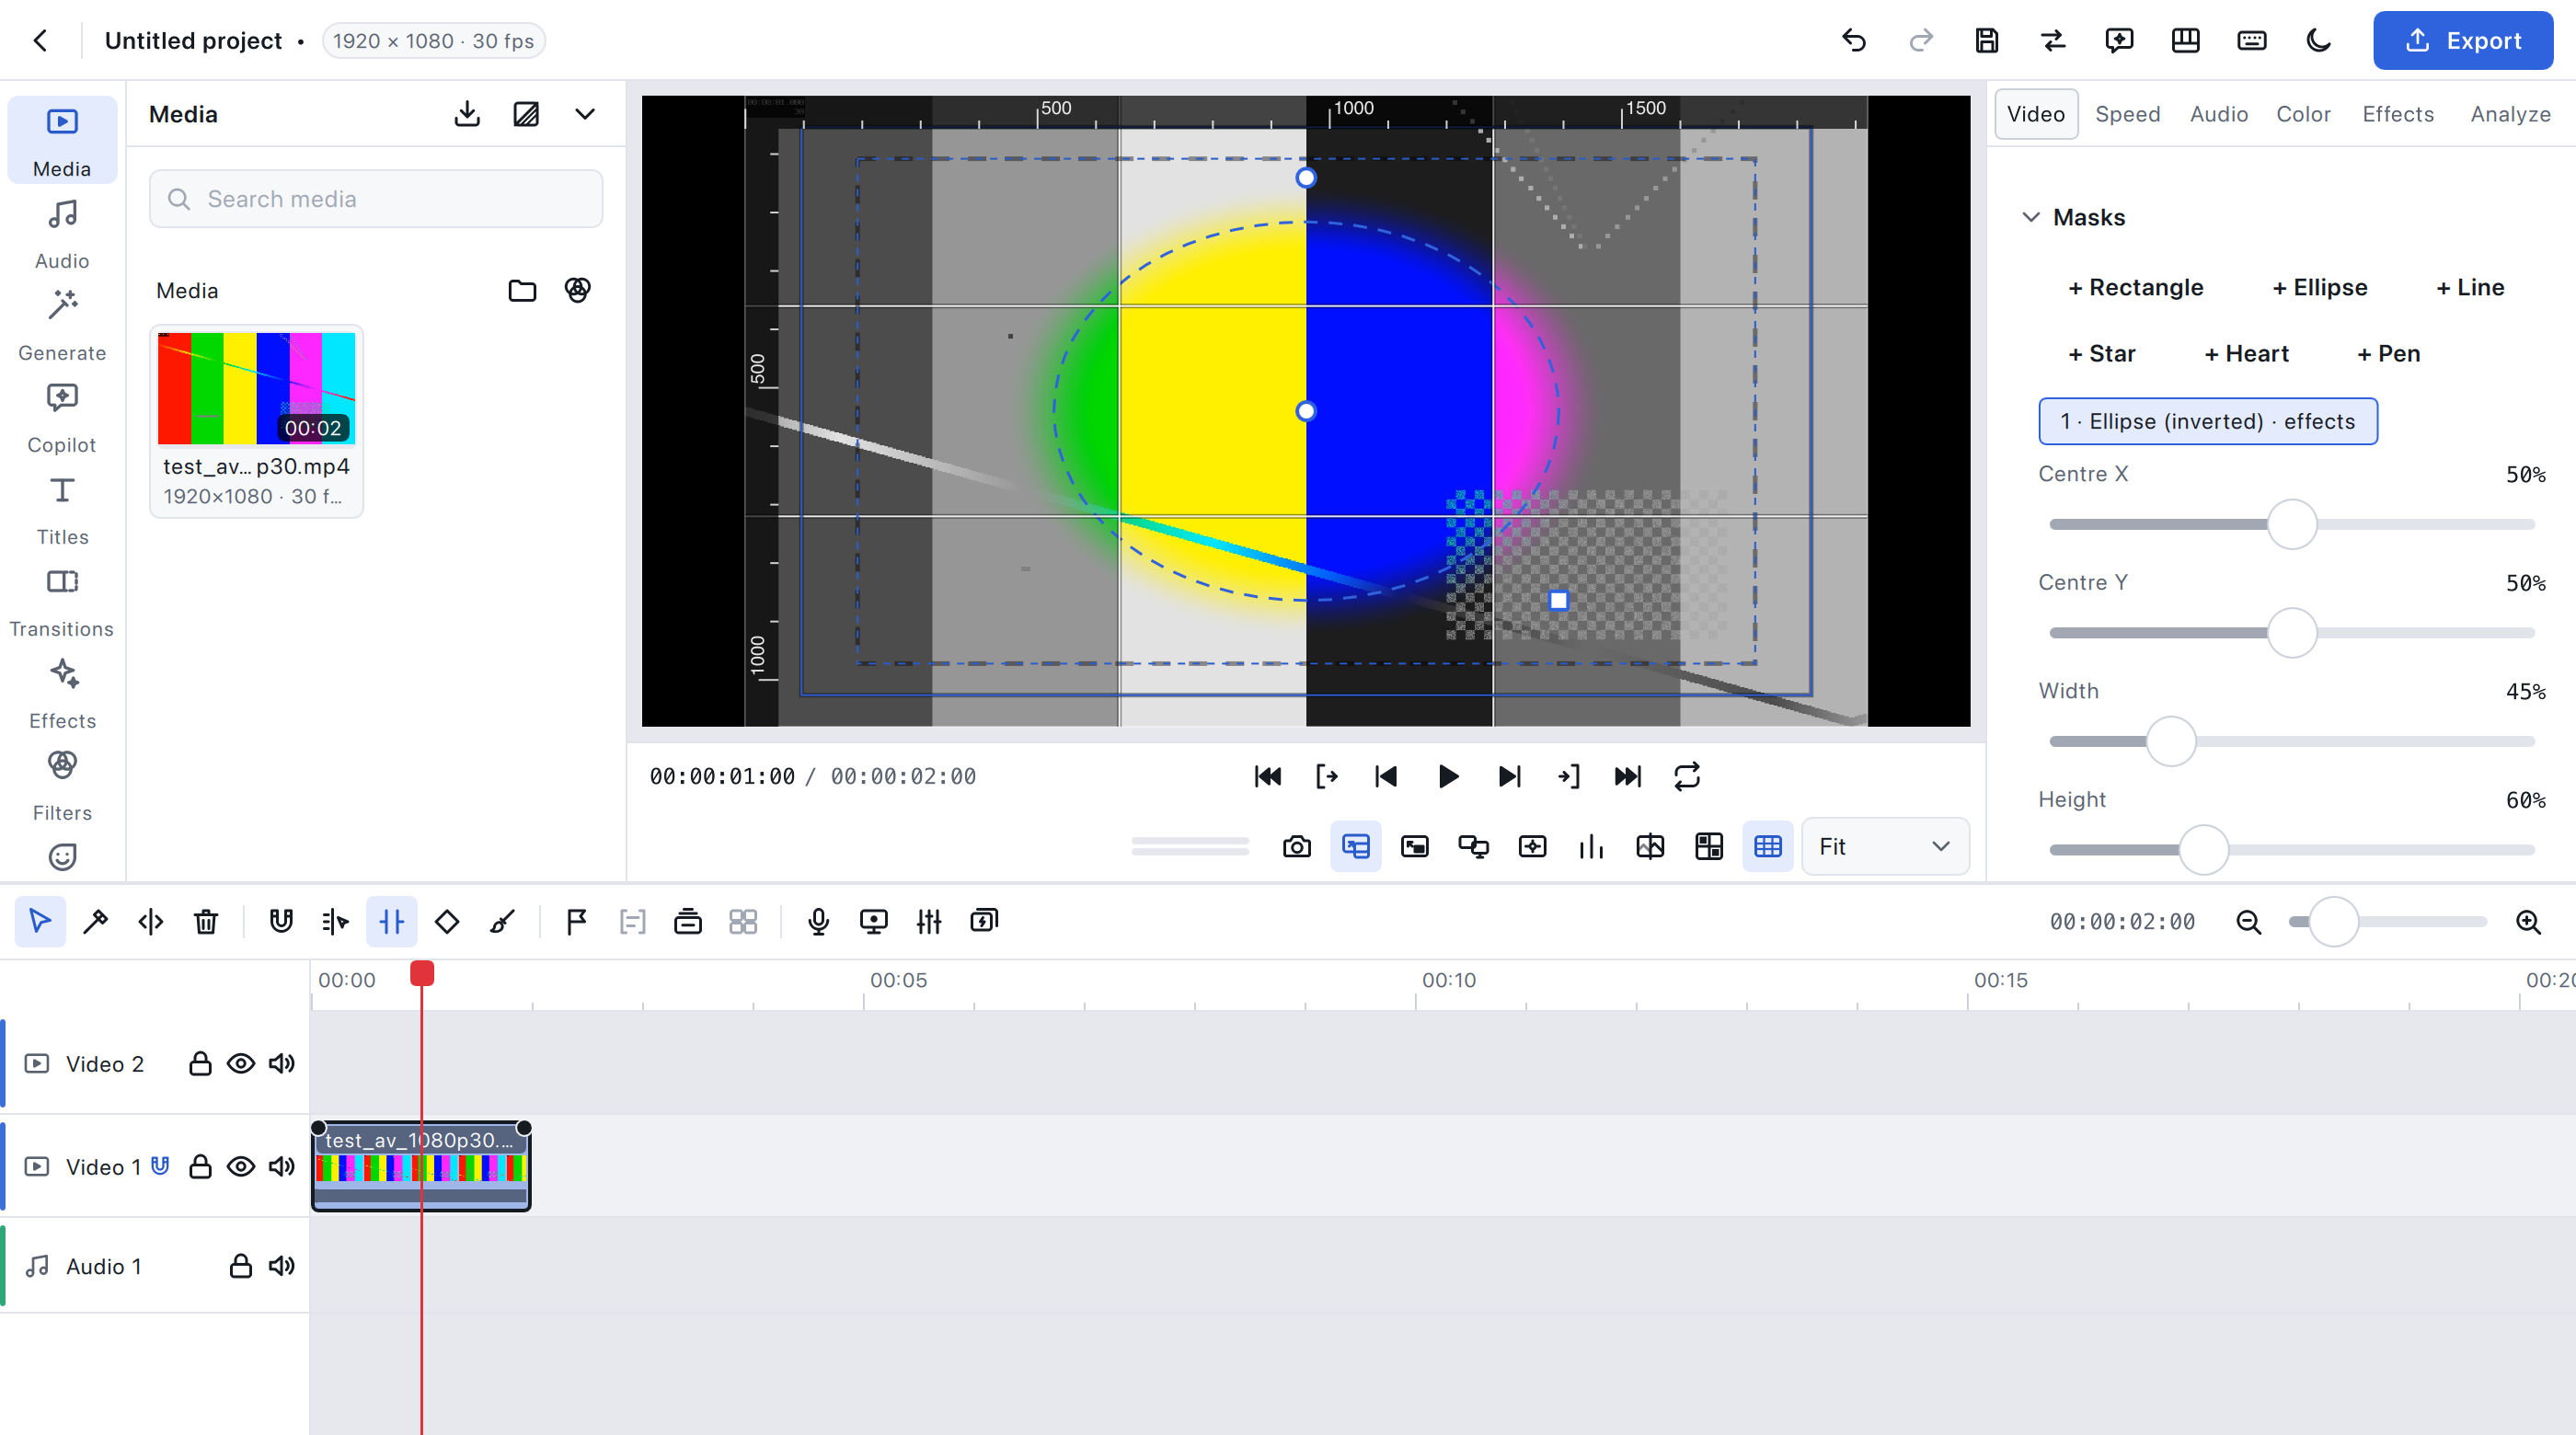 Untitled project • 1920 × 1080 · 30 fps
Export
Media
Audio
Generate
Copilot
Titles
Transitions
Effects
Filters
Media
Search media
Media
00:02
test_av... p30.mp4
1920×1080 · 30 f...
500
1000
1500
500
1000
00:00:01:00 / 00:00:02:00
Fit
Video Speed Audio Color Effects Analyze
Masks
+ Rectangle + Ellipse + Line
+ Star + Heart + Pen
1 · Ellipse (inverted) · effects
Centre X 50%
Centre Y 50%
Width 45%
Height 60%
00:00:02:00
00:00 00:05 00:10 00:15
Video 2
Video 1
test_av_1080p30....
Audio 1